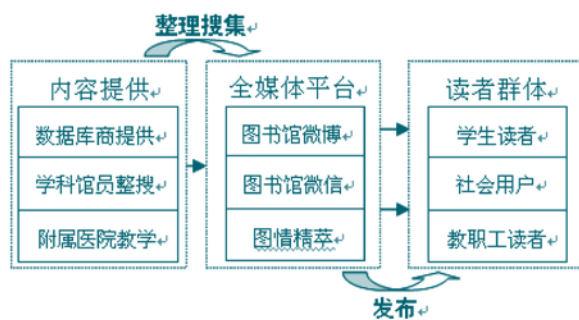 整理搜集
内容提供
数据库商提供
学科馆员整搜
附属医院教学
全媒体平台
图书馆微博
图书馆微信
图情精萃
读者群体
学生读者
社会用户
教职工读者
发布